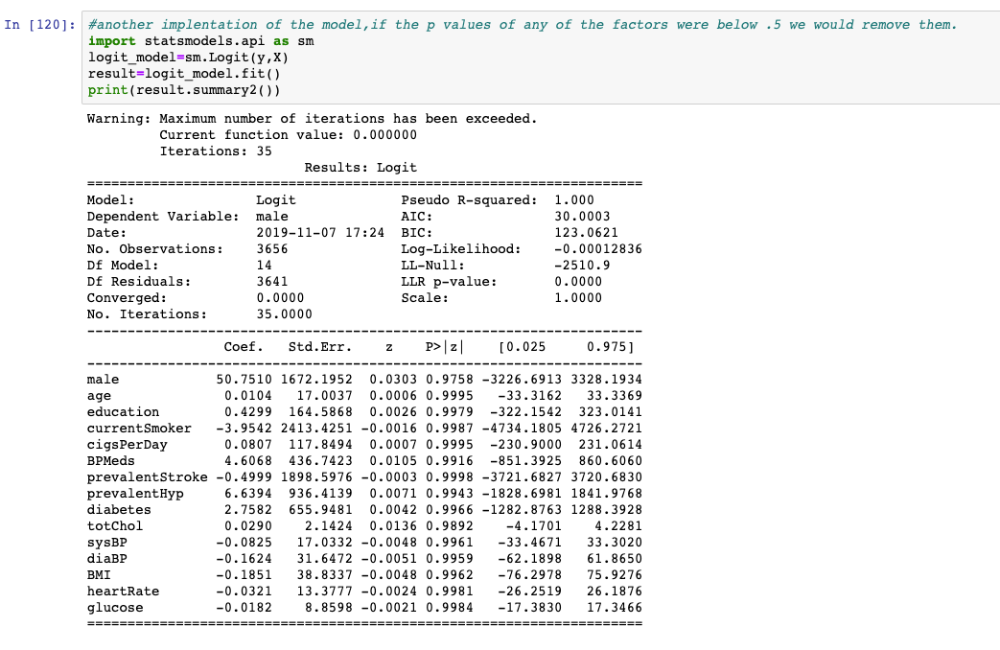 In [120]: #another implentation of the model,if the p values of any of the factors were below .5 we would remove them.
import statsmodels.api as sm
logit_model=sm.Logit(y,X)
result=logit_model.fit()
print(result.summary2())
Warning: Maximum number of iterations has been exceeded.
         Current function value: 0.000000
         Iterations: 35
                           Results: Logit
=====================================================================
Model:               Logit             Pseudo R-squared:  1.000
Dependent Variable:  male              AIC:               30.0003
Date:                2019-11-07 17:24  BIC:               123.0621
No. Observations:    3656              Log-Likelihood:    -0.00012836
Df Model:            14                LL-Null:           -2510.9
Df Residuals:        3641              LLR p-value:       0.0000
Converged:           0.0000            Scale:             1.0000
No. Iterations:      35.0000
---------------------------------------------------------------------
                 Coef.   Std.Err.    z    P>|z|    [0.025     0.975]
---------------------------------------------------------------------
male            50.7510 1672.1952  0.0303 0.9758 -3226.6913 3328.1934
age              0.0104   17.0037  0.0006 0.9995   -33.3162   33.3369
education        0.4299  164.5868  0.0026 0.9979  -322.1542  323.0141
currentSmoker   -3.9542 2413.4251 -0.0016 0.9987 -4734.1805 4726.2721
cigsPerDay       0.0807  117.8494  0.0007 0.9995  -230.9000  231.0614
BPMeds           4.6068  436.7423  0.0105 0.9916  -851.3925  860.6060
prevalentStroke -0.4999 1898.5976 -0.0003 0.9998 -3721.6827 3720.6830
prevalentHyp     6.6394  936.4139  0.0071 0.9943 -1828.6981 1841.9768
diabetes         2.7582  655.9481  0.0042 0.9966 -1282.8763 1288.3928
totChol          0.0290    2.1424  0.0136 0.9892    -4.1701    4.2281
sysBP           -0.0825   17.0332 -0.0048 0.9961   -33.4671   33.3020
diaBP           -0.1624   31.6472 -0.0051 0.9959   -62.1898   61.8650
BMI             -0.1851   38.8337 -0.0048 0.9962   -76.2978   75.9276
heartRate       -0.0321   13.3777 -0.0024 0.9981   -26.2519   26.1876
glucose         -0.0182    8.8598 -0.0021 0.9984   -17.3830   17.3466
=====================================================================